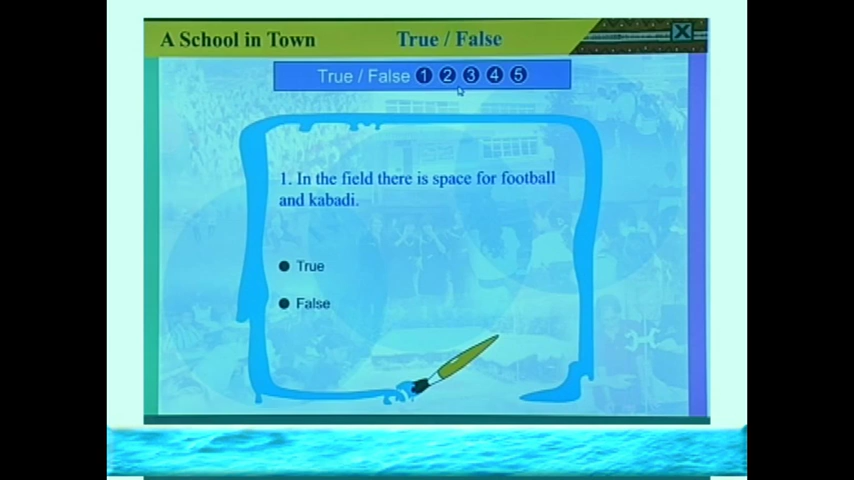 A School in Town True / False
True / False 1 2 3 4 5
1. In the field there is space for football
and kabadi.
True
False